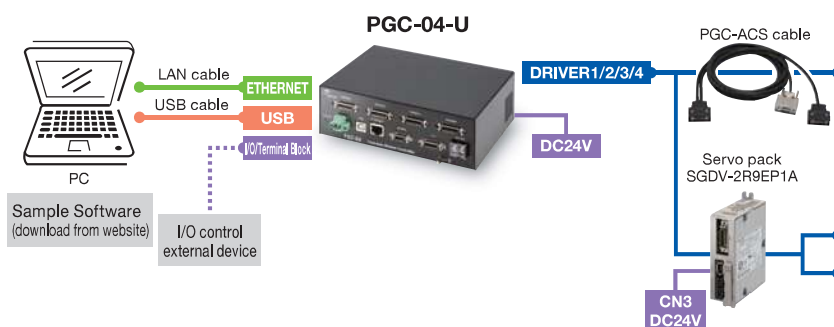 PGC-04-U
PGC-ACS cable
LAN cable
ETHERNET
DRIVER1/2/3/4
USB cable
USB
I/O/Terminal Block
DC24V
PC
Servo pack
SGDV-2R9EP1A
Sample Software
(download from website)
I/O control
external device
CN3
DC24V